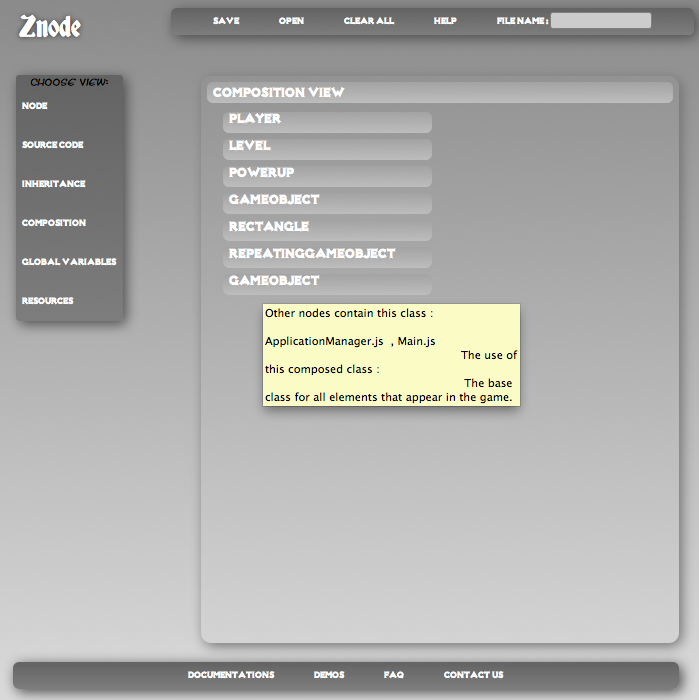 Znode
SAVE OPEN CLEAR ALL HELP FILE NAME :
CHOOSE VIEW:
NODE
SOURCE CODE
INHERITANCE
COMPOSITION
GLOBAL VARIABLES
RESOURCES
COMPOSITION VIEW
PLAYER
LEVEL
POWERUP
GAMEOBJECT
RECTANGLE
REPEATINGGAMEOBJECT
GAMEOBJECT
Other nodes contain this class :
ApplicationManager.js , Main.js
The use of
this composed class :
The base
class for all elements that appear in the game.
DOCUMENTATIONS DEMOS FAQ CONTACT US